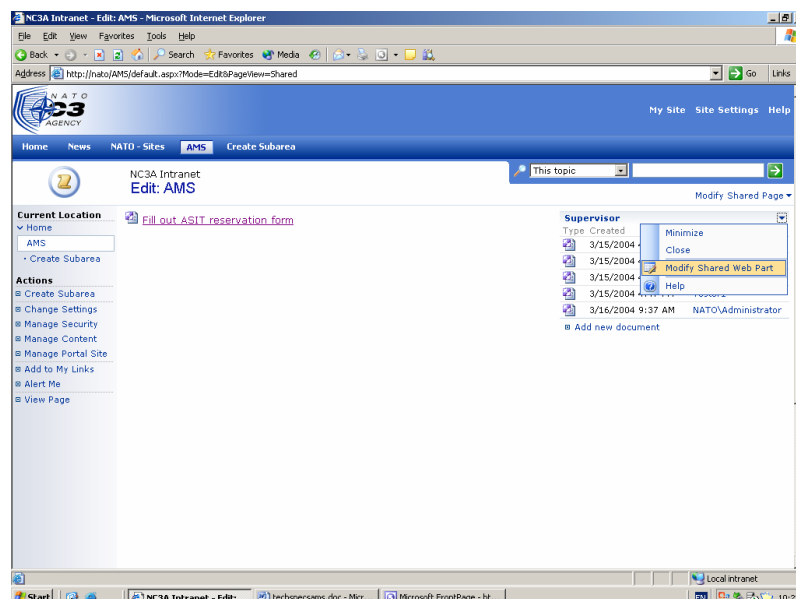 NC3A Intranet - Edit: AMS - Microsoft Internet Explorer
File Edit View Favorites Tools Help
Back Search Favorites Media
Address http://nato/AMS/default.aspx?Mode=Edit&PageView=Shared Go Links
NATO
C3
AGENCY
My Site Site Settings Help
Home News NATO - Sites AMS Create Subarea
NC3A Intranet
Edit: AMS
This topic
Modify Shared Page
Current Location
Home
AMS
Create Subarea
Actions
Create Subarea
Change Settings
Manage Security
Manage Content
Manage Portal Site
Add to My Links
Alert Me
View Page
Fill out ASIT reservation form
Supervisor
Type Created
3/15/2004
3/15/2004
3/15/2004
3/15/2004
3/16/2004 9:37 AM NATO\Administrator
Add new document
Minimize
Close
Modify Shared Web Part
Help
Local intranet
Start NC3A Intranet - Edit: techspecsams.doc - Micr... Microsoft FrontPage - ht... EN